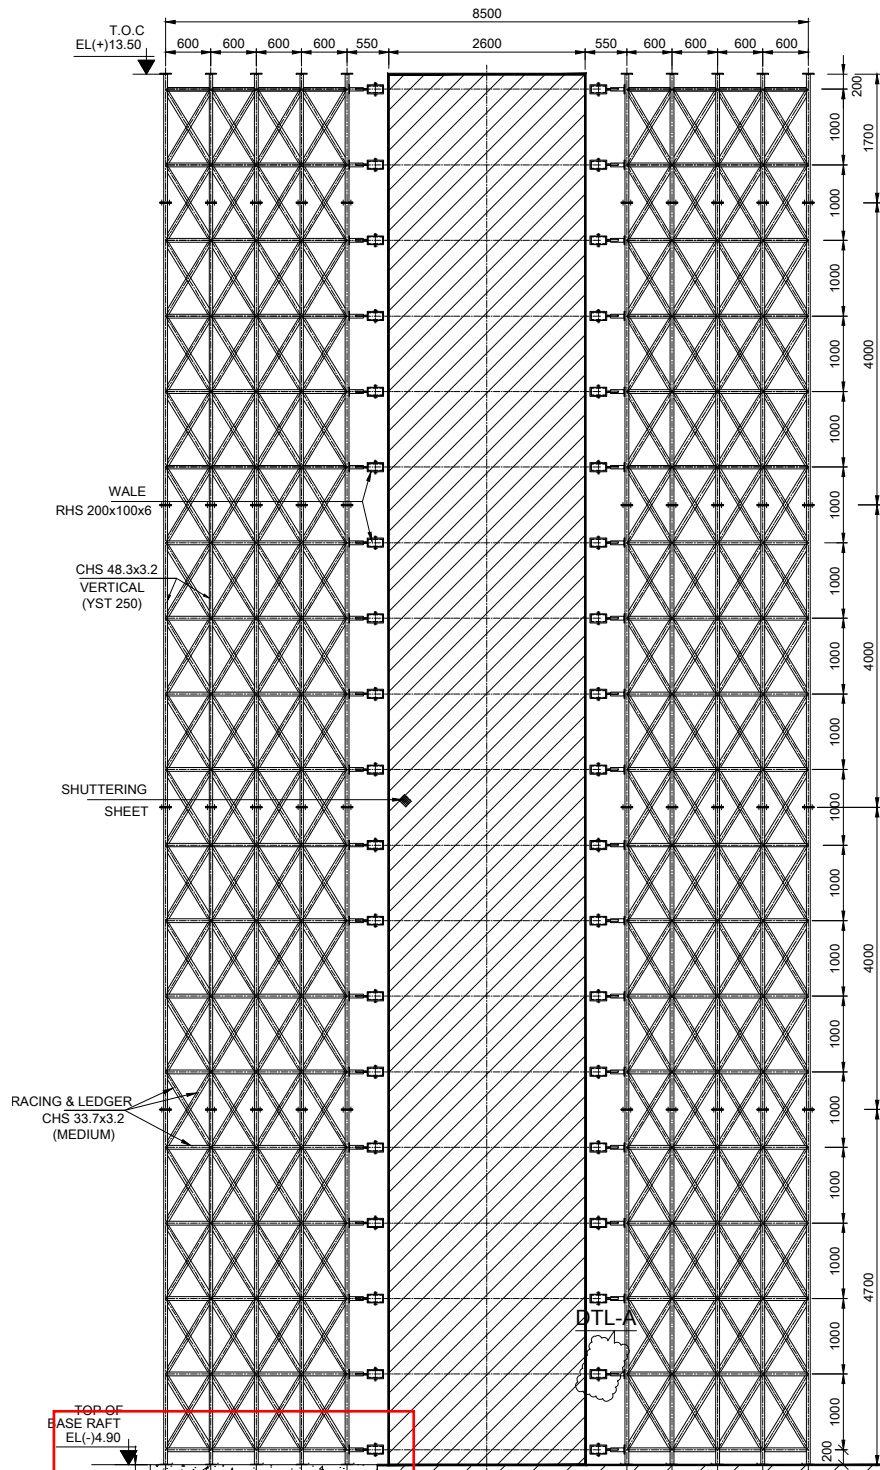 8500
T.O.C
EL(+)13.50
600 600 600 600 550 2600 550 600 600 600 600
200
1000
1700
1000
1000
1000
4000
1000
WALE
RHS 200x100x6
1000
CHS 48.3x3.2
VERTICAL
(YST 250)
1000
1000
4000
1000
SHUTTERING
SHEET
1000
1000
1000
4000
1000
RACING & LEDGER
CHS 33.7x3.2
(MEDIUM)
1000
1000
1000
4700
1000
DTL-A
1000
TOP OF
BASE RAFT
EL(-)4.90
200